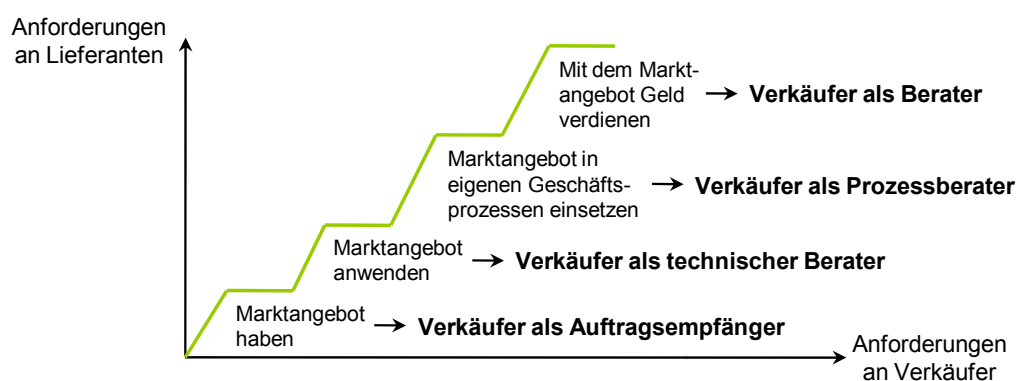 Anforderungen
an Lieferanten
Mit dem Markt-
angebot Geld
verdienen
Verkäufer als Berater
Marktangebot in
eigenen Geschäfts-
prozessen einsetzen
Verkäufer als Prozessberater
Marktangebot
anwenden
Verkäufer als technischer Berater
Marktangebot
haben
Verkäufer als Auftragsempfänger
Anforderungen
an Verkäufer